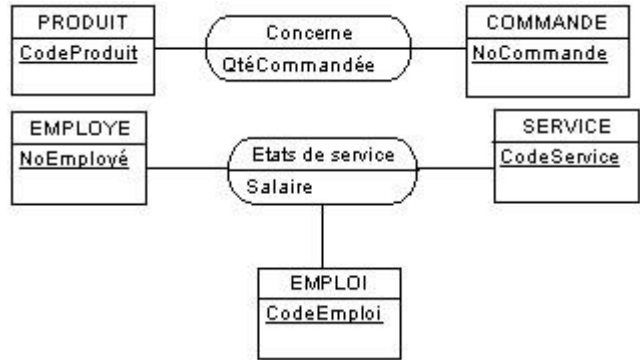 PRODUIT
CodeProduit
Concerne
QtéCommandée
COMMANDE
NoCommande
EMPLOYE
NoEmployé
Etats de service
Salaire
SERVICE
CodeService
EMPLOI
CodeEmploi